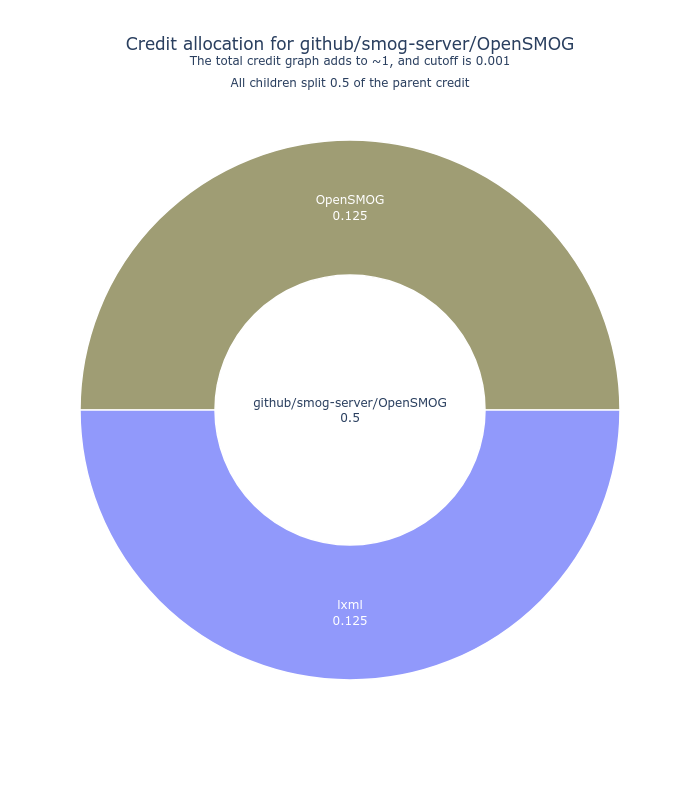 Credit allocation for github/smog-server/OpenSMOG
The total credit graph adds to ~1, and cutoff is 0.001
All children split 0.5 of the parent credit
OpenSMOG
0.125
github/smog-server/OpenSMOG
0.5
lxml
0.125